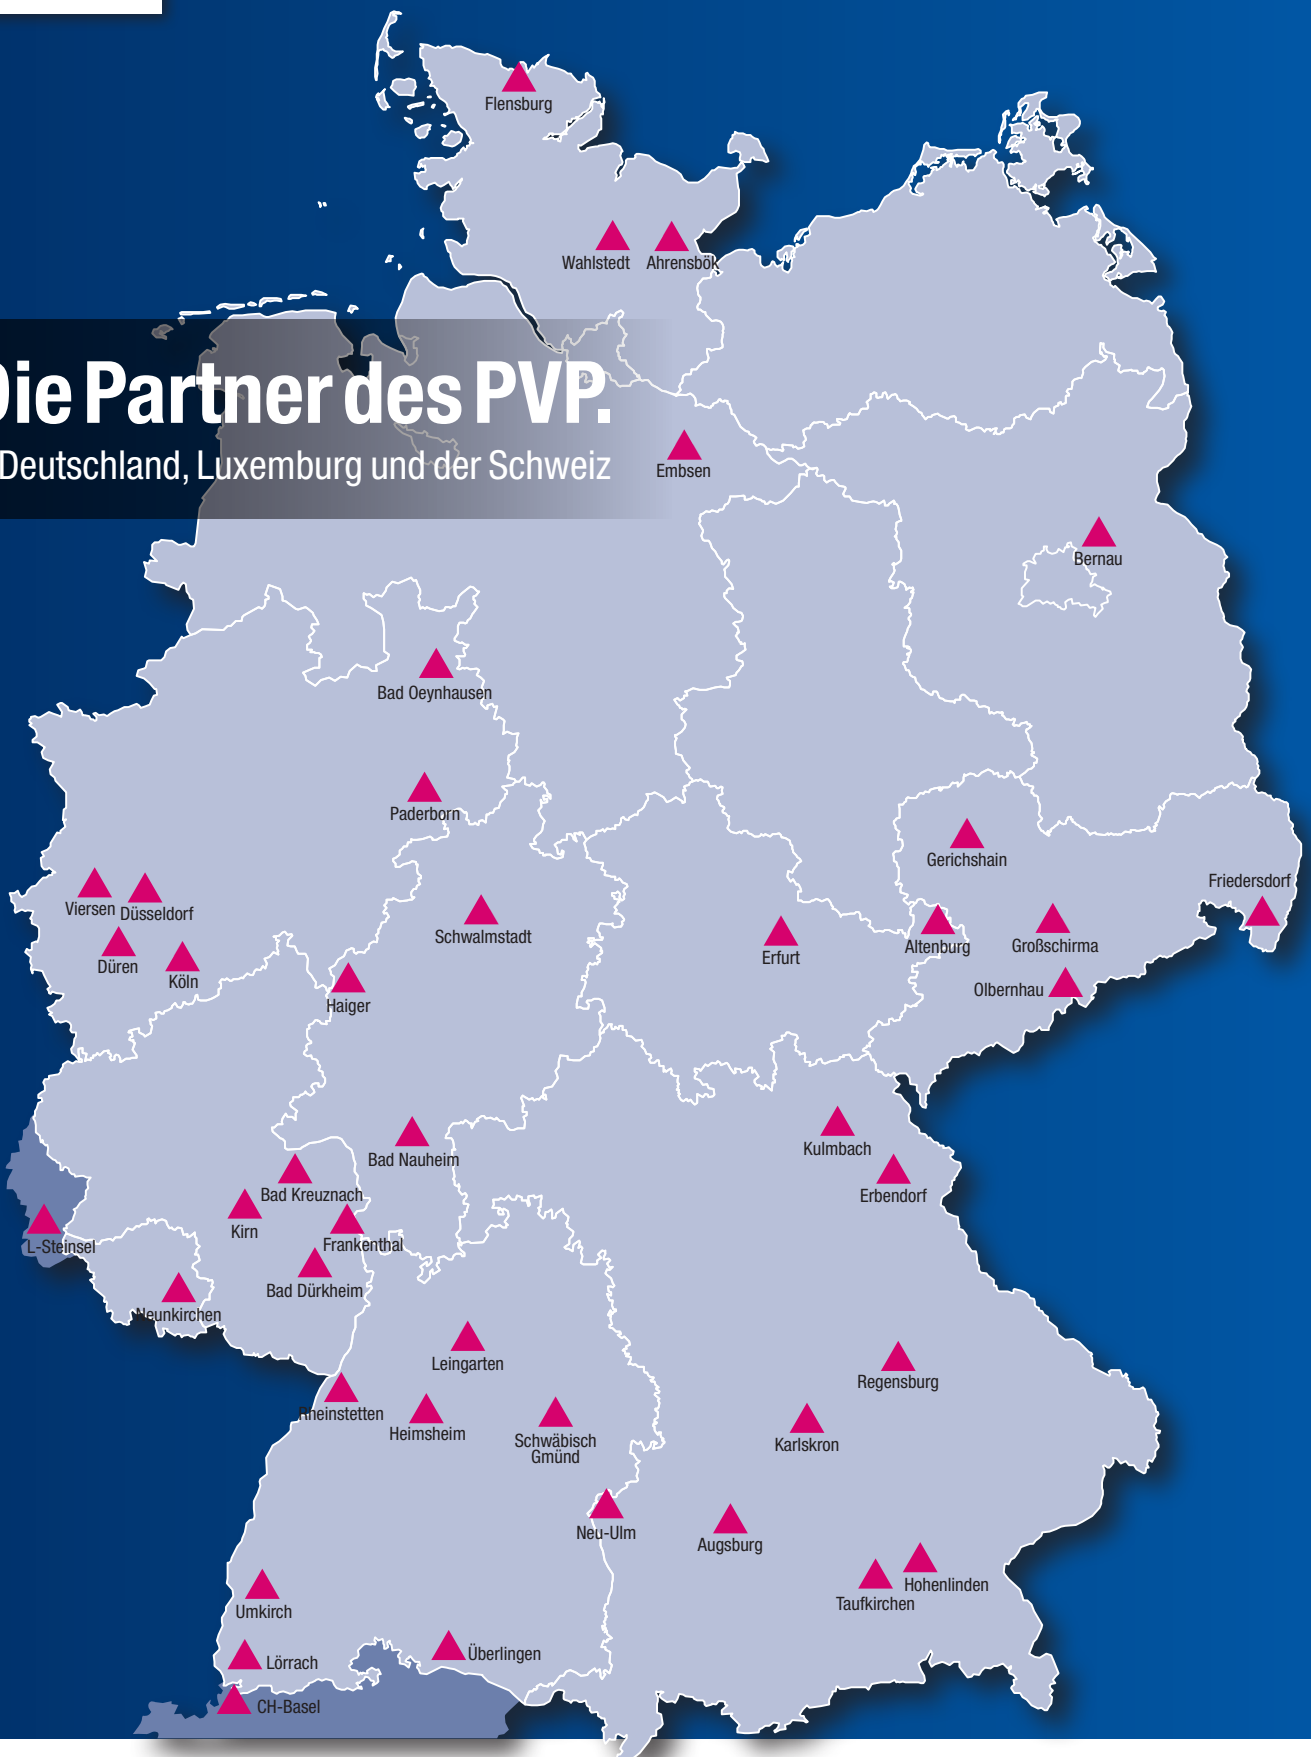 Flensburg
Wahlstedt
Ahrensbök
Die Partner des PVP.
Deutschland, Luxemburg und der Schweiz
Embsen
Bernau
Bad Oeynhausen
Paderborn
Gerichshain
Friedersdorf
Viersen
Düsseldorf
Schwalmstadt
Altenburg
Großschirma
Erfurt
Düren
Köln
Olbernhau
Haiger
Kulmbach
Bad Nauheim
Erbendorf
Bad Kreuznach
Kirn
Frankenthal
L-Steinsel
Bad Dürkheim
Neunkirchen
Leingarten
Regensburg
Rheinstetten
Heimsheim
Schwäbisch
Gmünd
Karlskron
Neu-Ulm
Augsburg
Hohenlinden
Taufkirchen
Umkirch
Überlingen
Lörrach
CH-Basel